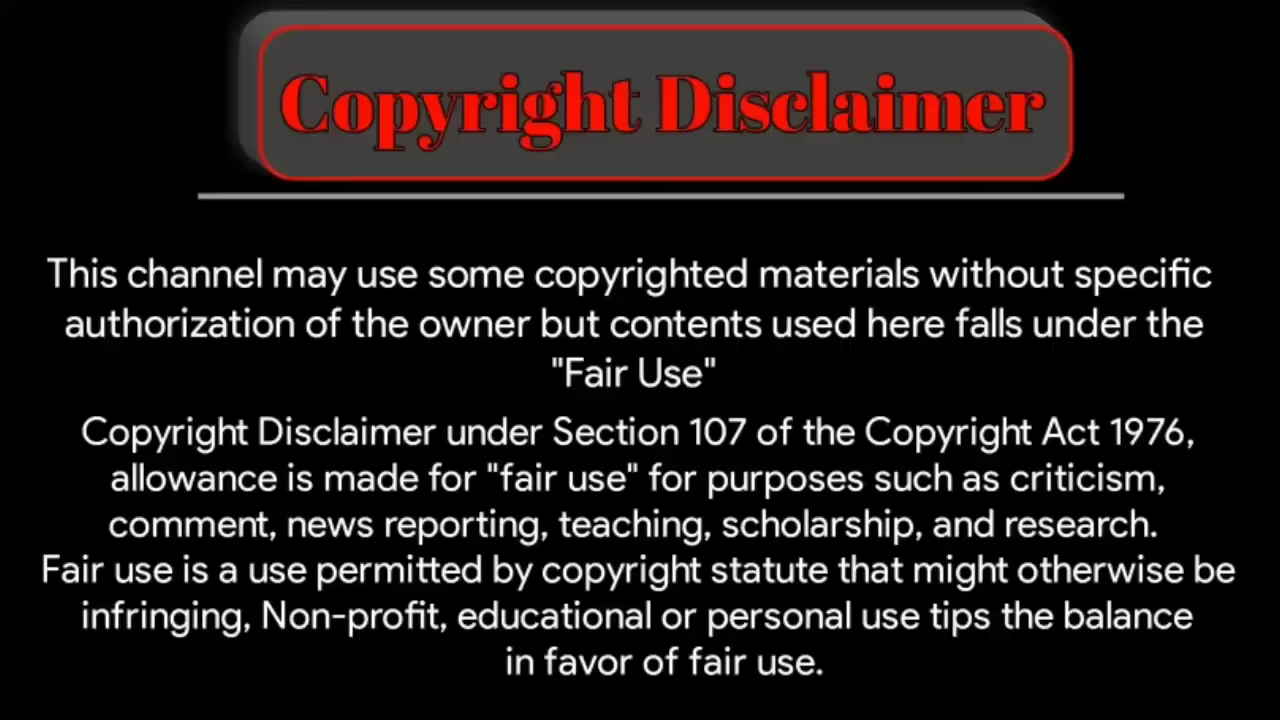 Copyright Disclaimer
This channel may use some copyrighted materials without specific
authorization of the owner but contents used here falls under the
"Fair Use"
Copyright Disclaimer under Section 107 of the Copyright Act 1976,
allowance is made for "fair use" for purposes such as criticism,
comment, news reporting, teaching, scholarship, and research.
Fair use is a use permitted by copyright statute that might otherwise be
infringing, Non-profit, educational or personal use tips the balance
in favor of fair use.